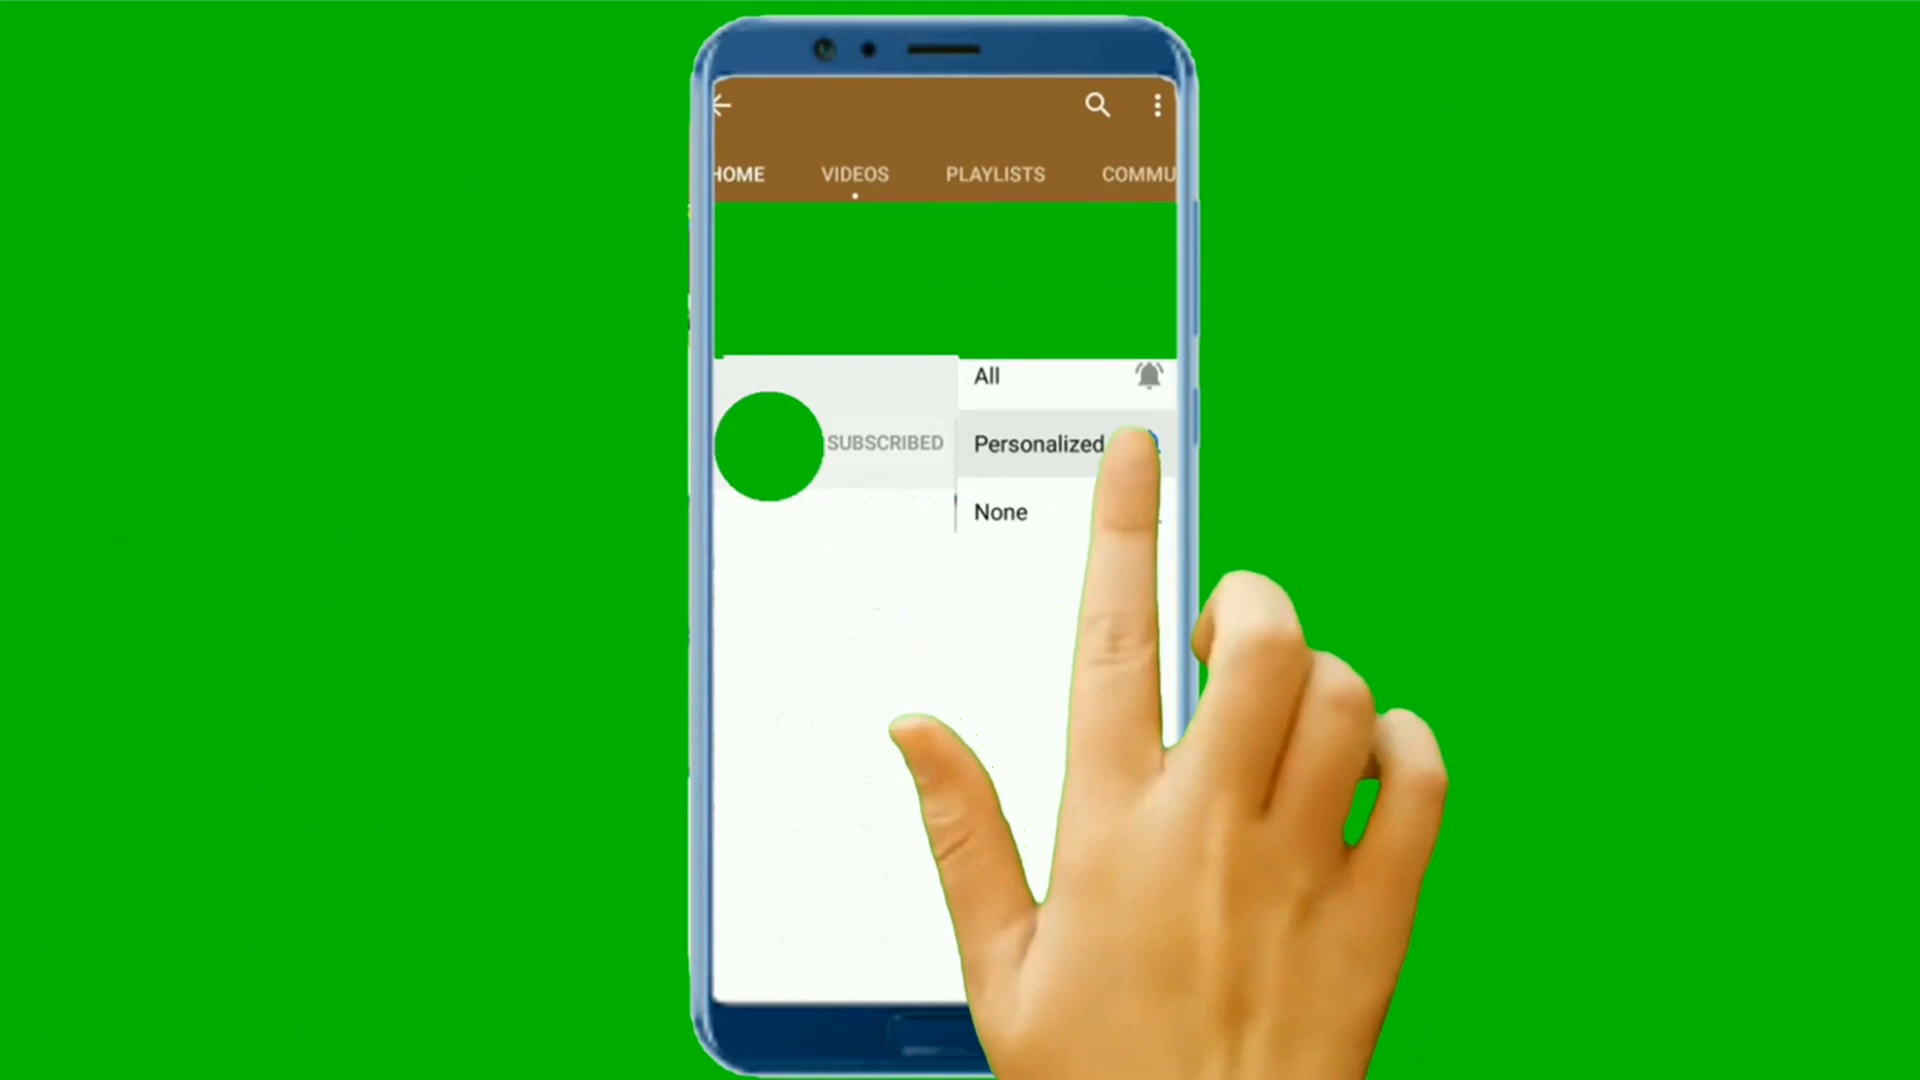 HOME VIDEOS PLAYLISTS COMMU
All
SUBSCRIBED
Personalized
None